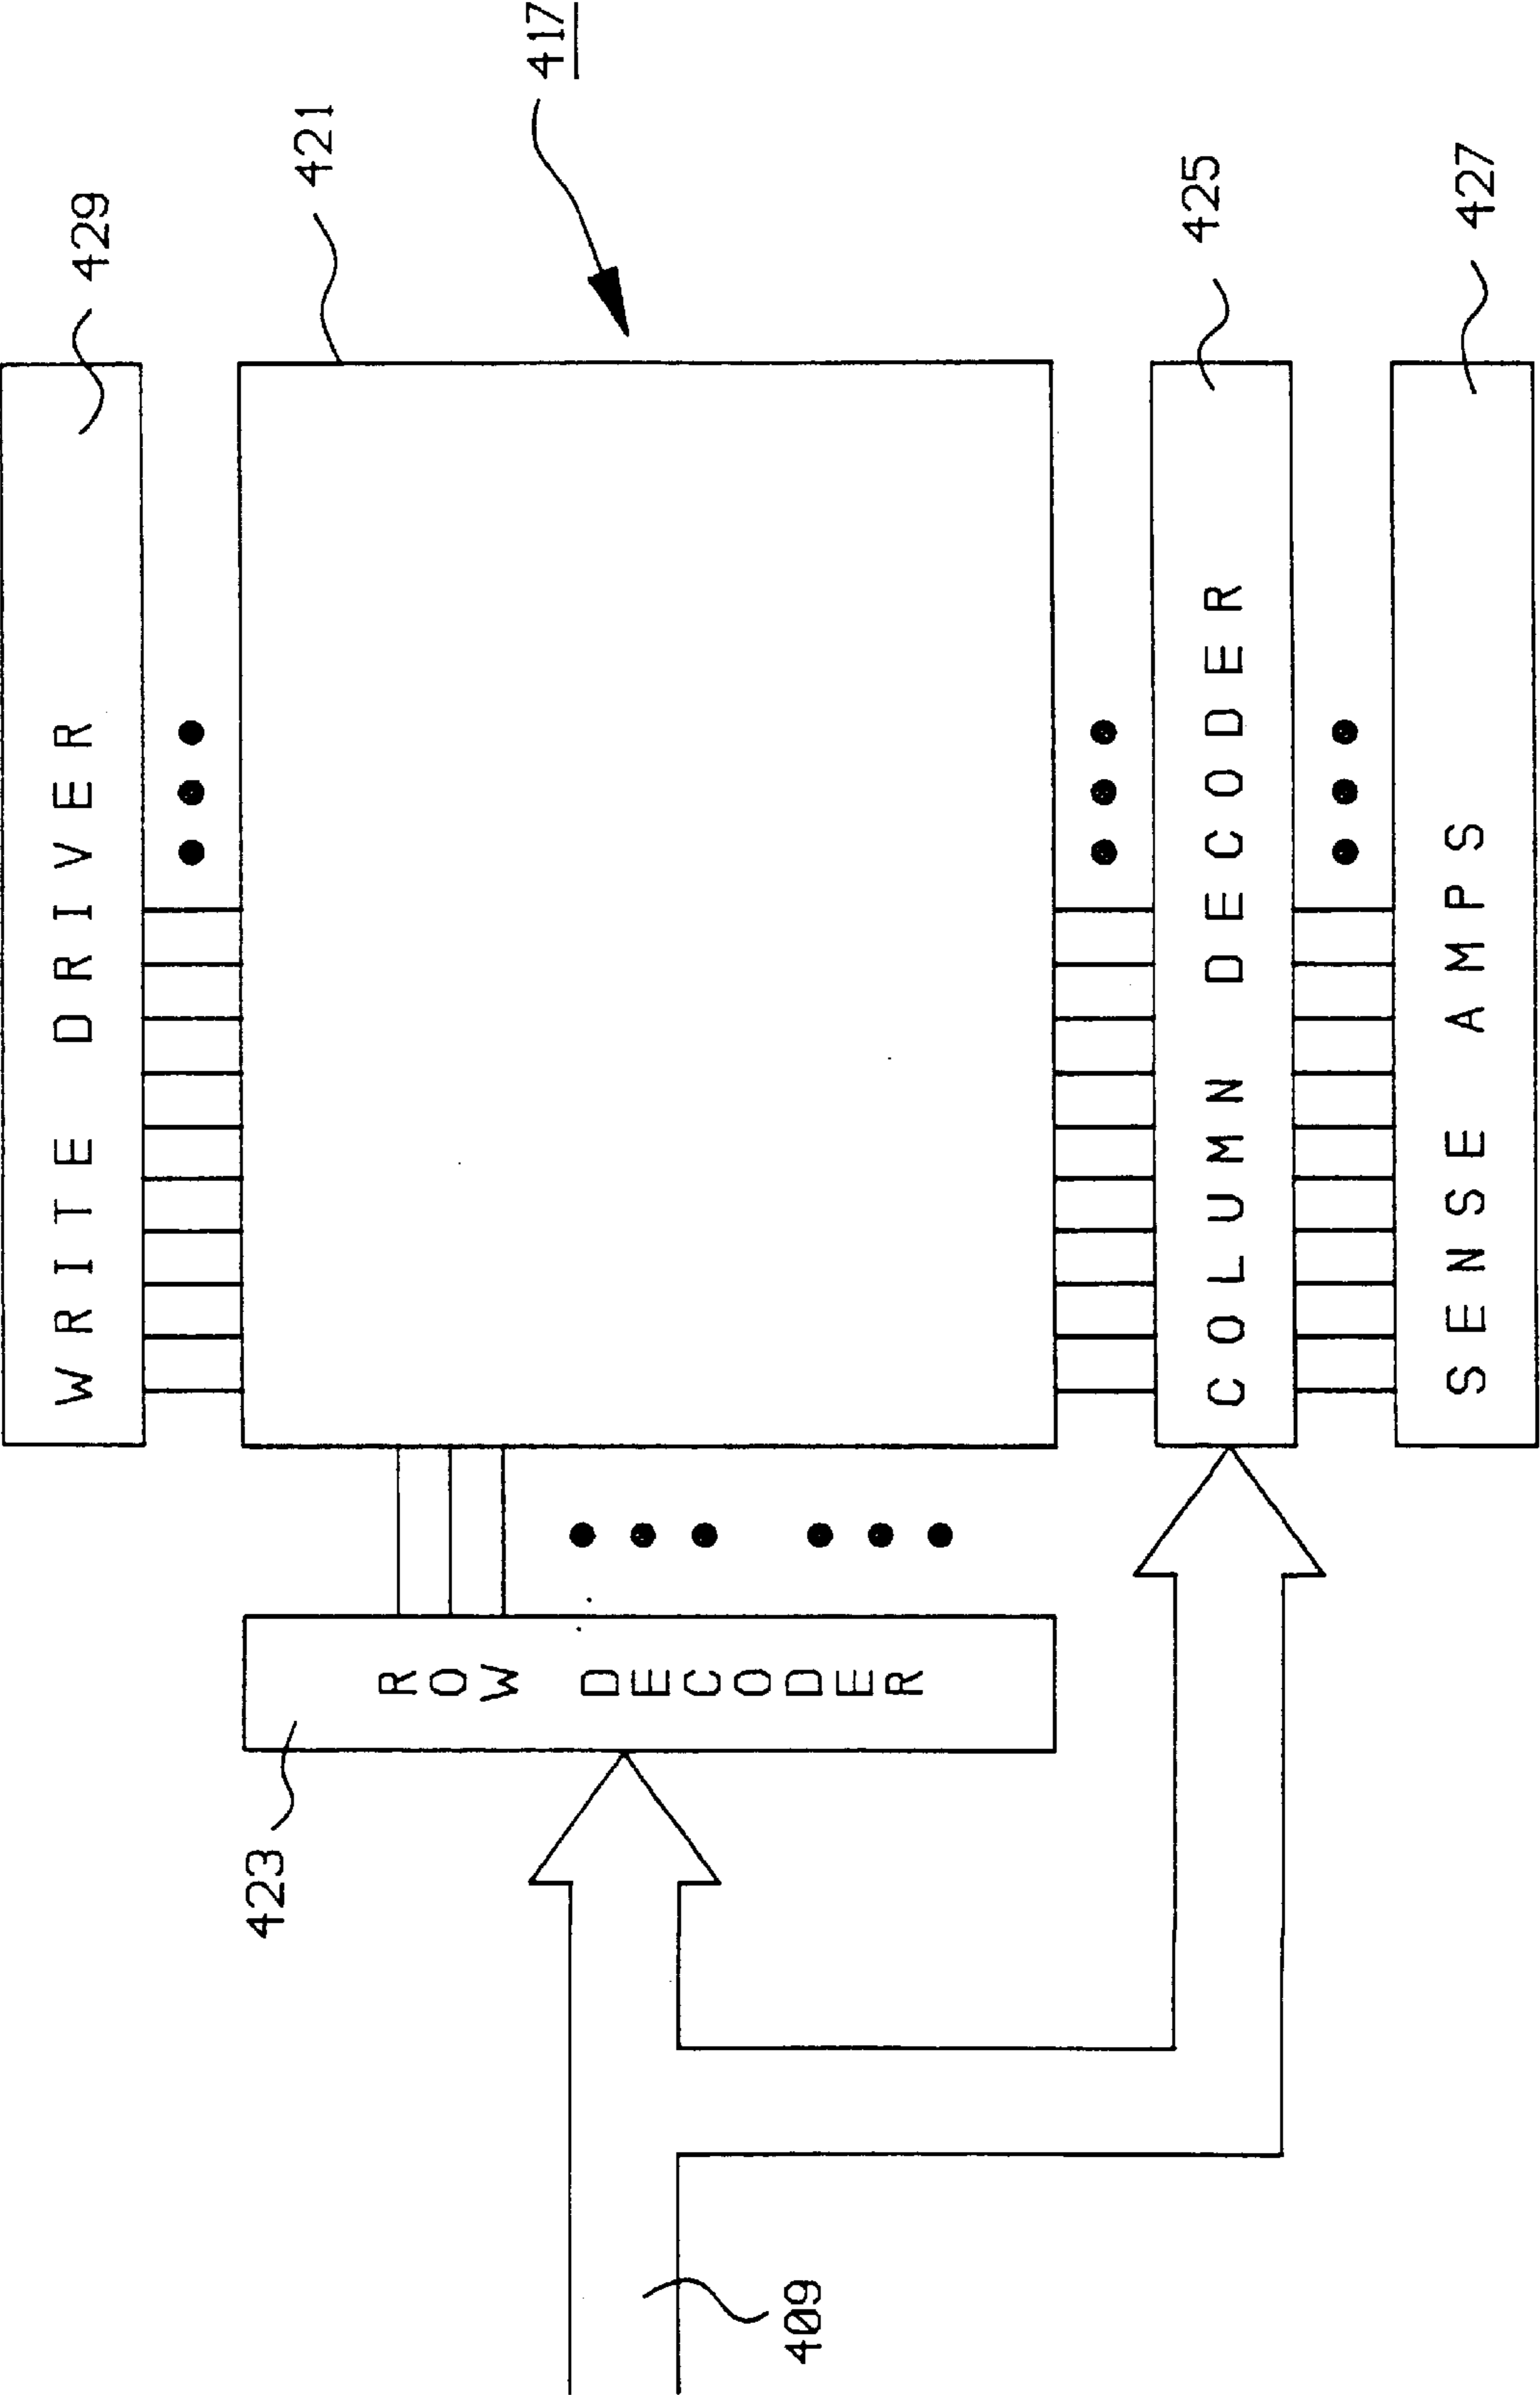 WRITE DRIVER
429
421
417
ROW DECODER
423
COLUMN DECODER
425
SENSE AMPS
427
409